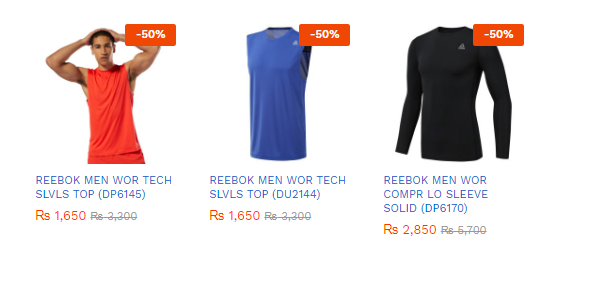 -50%
-50%
-50%
REEBOK MEN WOR TECH
SLVLS TOP (DP6145)
₨ 1,650 ₨ 3,300
REEBOK MEN WOR TECH
SLVLS TOP (DU2144)
₨ 1,650 ₨ 3,300
REEBOK MEN WOR
COMPR LO SLEEVE
SOLID (DP6170)
₨ 2,850 ₨ 5,700